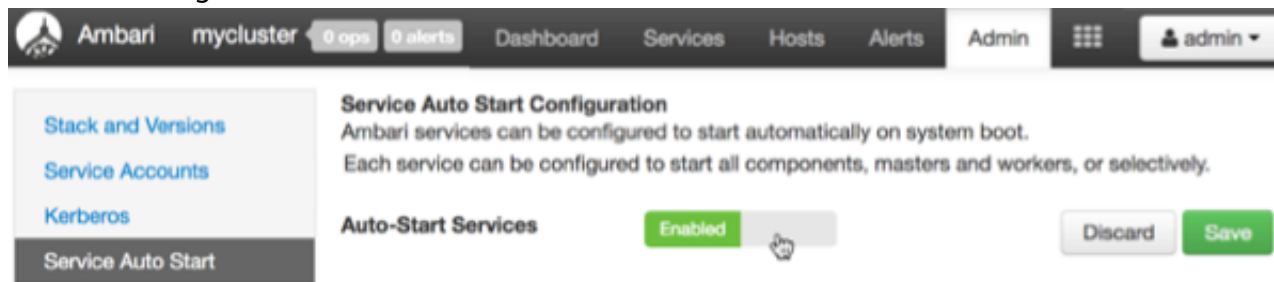 Ambari mycluster 0 ops 0 alerts Dashboard Services Hosts Alerts Admin admin
Stack and Versions
Service Accounts
Kerberos
Service Auto Start
Service Auto Start Configuration
Ambari services can be configured to start automatically on system boot.
Each service can be configured to start all components, masters and workers, or selectively.
Auto-Start Services Enabled Discard Save